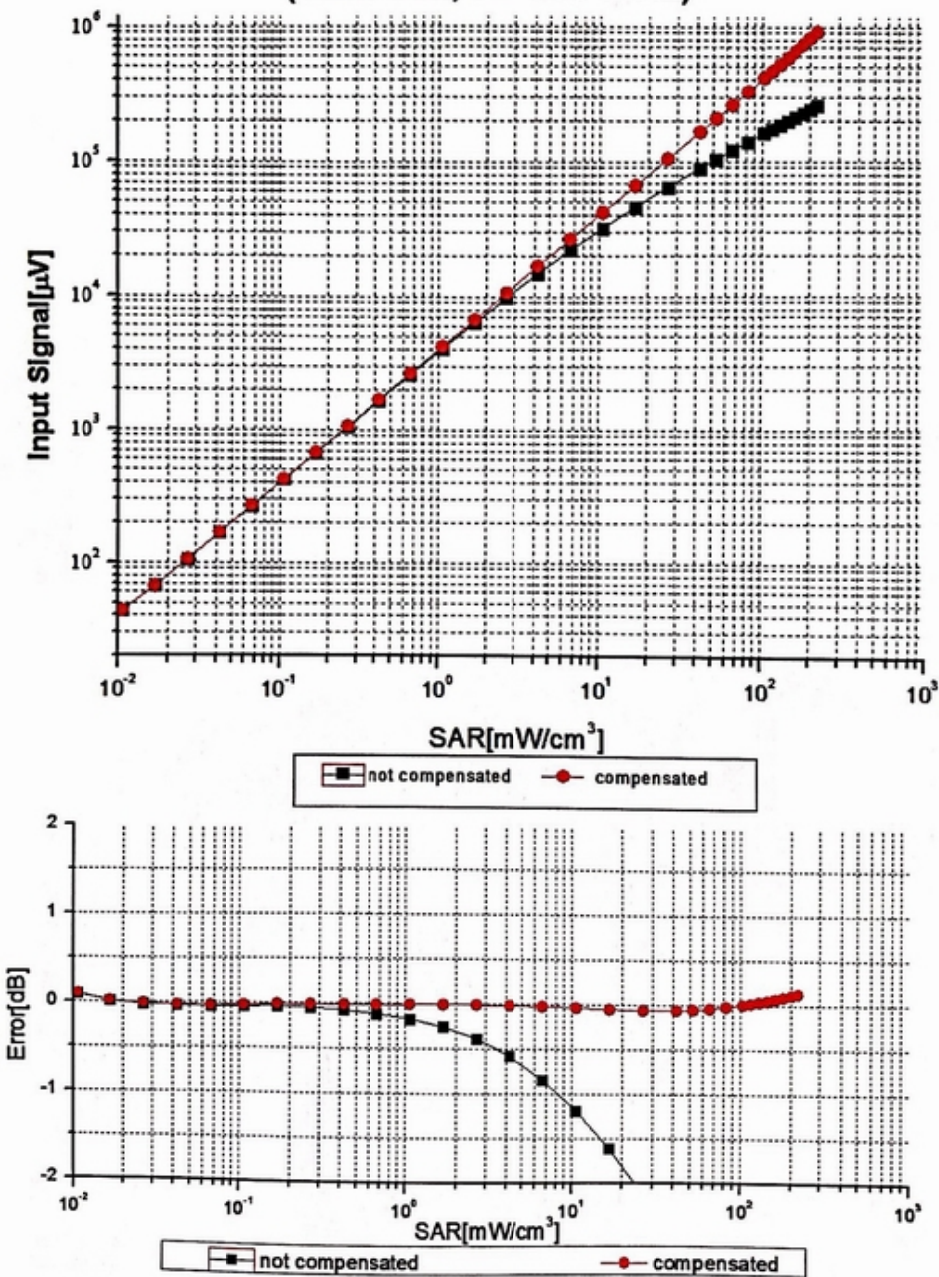 10⁶
10⁵
10⁴
10³
10²
Input Signal[µV]
10⁻² 10⁻¹ 10⁰ 10¹ 10² 10³
SAR[mW/cm³]
not compensated compensated
2
1
0
-1
-2
Error[dB]
10⁻² 10⁻¹ 10⁰ 10¹ 10² 10³
SAR[mW/cm³]
not compensated compensated